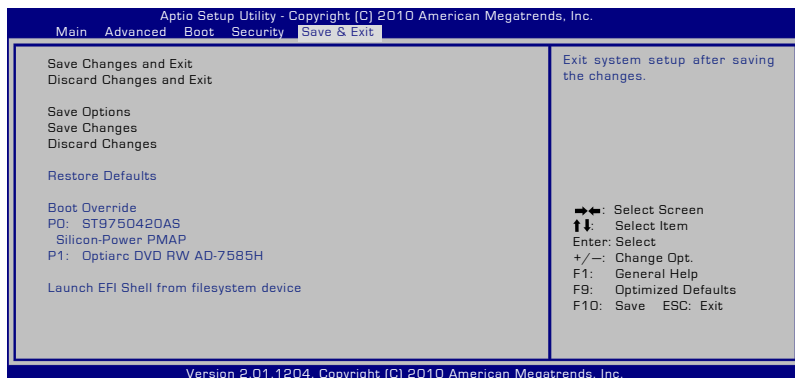 Aptio Setup Utility - Copyright (C) 2010 American Megatrends, Inc.
Main Advanced Boot Security Save & Exit
Save Changes and Exit
Discard Changes and Exit
Save Options
Save Changes
Discard Changes
Restore Defaults
Boot Override
P0: ST9750420AS
Silicon-Power PMAP
P1: Optiarc DVD RW AD-7585H
Launch EFI Shell from filesystem device
Exit system setup after saving
the changes.
→←: Select Screen
↑↓: Select Item
Enter: Select
+/—: Change Opt.
F1: General Help
F9: Optimized Defaults
F10: Save ESC: Exit
Version 2.01.1204. Copyright (C) 2010 American Megatrends, Inc.